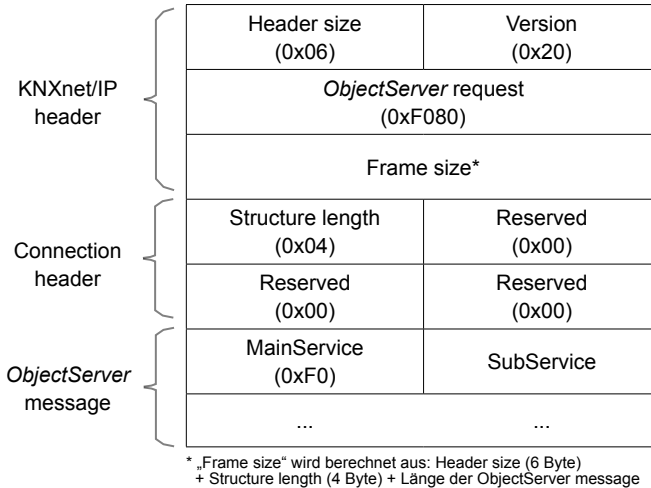 Header size
(0x06)
Version
(0x20)
KNXnet/IP
header
ObjectServer request
(0xF080)
Frame size*
Structure length
(0x04)
Reserved
(0x00)
Connection
header
Reserved
(0x00)
Reserved
(0x00)
MainService
(0xF0)
SubService
ObjectServer
message
...
...
* „Frame size“ wird berechnet aus: Header size (6 Byte)
+ Structure length (4 Byte) + Länge der ObjectServer message